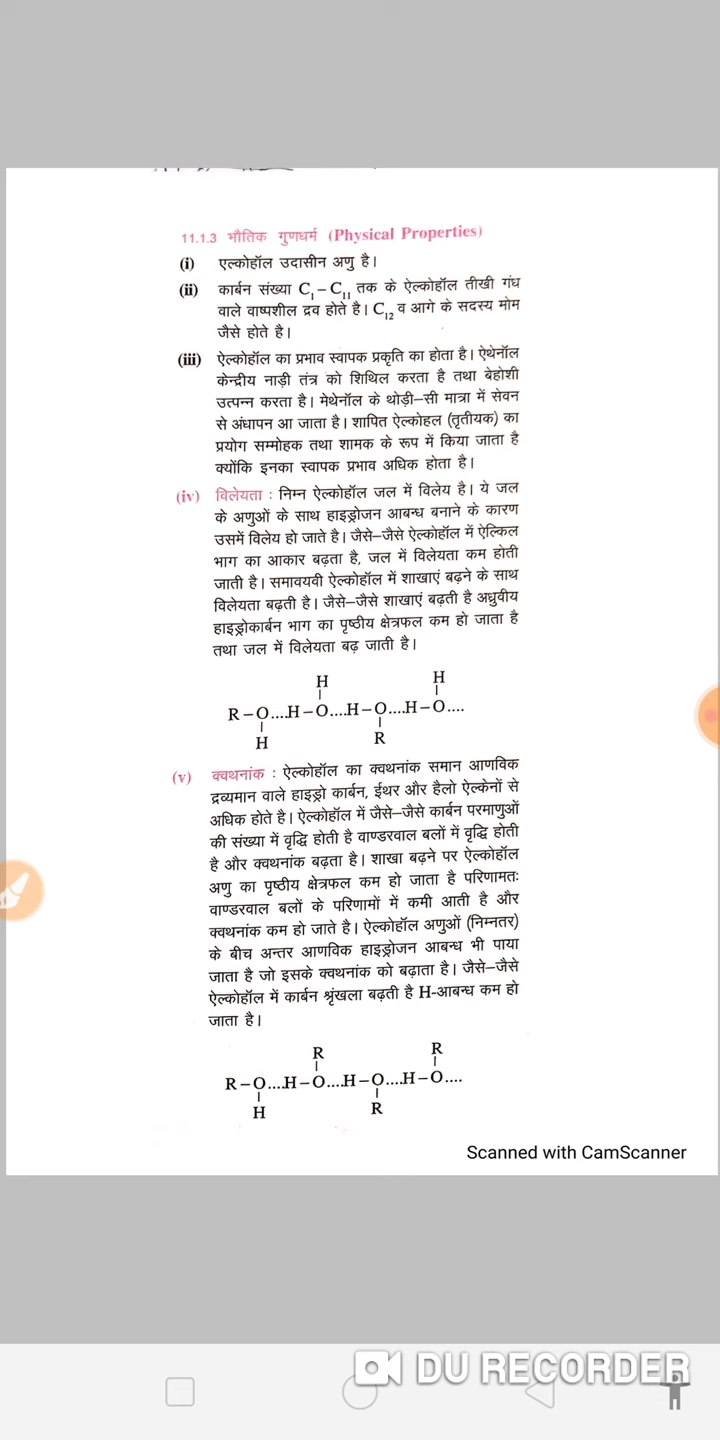 11.1.3 भौतिक गुणधर्म (Physical Properties)
(i) एल्कोहॉल उदासीन अणु है।
(ii) कार्बन संख्या C₁ – C₁₁ तक के ऐल्कोहॉल तीखी गंध
वाले वाष्पशील द्रव होते है। C₁₂ व आगे के सदस्य मोम
जैसे होते है।
(iii) ऐल्कोहॉल का प्रभाव स्वापक प्रकृति का होता है। ऐथेनॉल
केन्द्रीय नाड़ी तंत्र को शिथिल करता है तथा बेहोशी
उत्पन्न करता है। मेथेनॉल के थोड़ी–सी मात्रा में सेवन
से अंधापन आ जाता है। शापित ऐल्कोहल (तृतीयक) का
प्रयोग सम्मोहक तथा शामक के रूप में किया जाता है
क्योंकि इनका स्वापक प्रभाव अधिक होता है।
(iv) विलेयता : निम्न ऐल्कोहॉल जल में विलेय है। ये जल
के अणुओं के साथ हाइड्रोजन आबन्ध बनाने के कारण
उसमें विलेय हो जाते है। जैसे–जैसे ऐल्कोहॉल में ऐल्किल
भाग का आकार बढ़ता है, जल में विलेयता कम होती
जाती है। समावयवी ऐल्कोहॉल में शाखाएं बढ़ने के साथ
विलेयता बढ़ती है। जैसे–जैसे शाखाएं बढ़ती है अध्रुवीय
हाइड्रोकार्बन भाग का पृष्ठीय क्षेत्रफल कम हो जाता है
तथा जल में विलेयता बढ़ जाती है।
H H
R – O ....H – O ....H – O ....H – O ....
H R
(v) क्वथनांक : ऐल्कोहॉल का क्वथनांक समान आणविक
द्रव्यमान वाले हाइड्रो कार्बन, ईथर और हैलो ऐल्केनों से
अधिक होते है। ऐल्कोहॉल में जैसे–जैसे कार्बन परमाणुओं
की संख्या में वृद्धि होती है वाण्डरवाल बलों में वृद्धि होती
है और क्वथनांक बढ़ता है। शाखा बढ़ने पर ऐल्कोहॉल
अणु का पृष्ठीय क्षेत्रफल कम हो जाता है परिणामतः
वाण्डरवाल बलों के परिणामों में कमी आती है और
क्वथनांक कम हो जाते है। ऐल्कोहॉल अणुओं (निम्नतर)
के बीच अन्तर आणविक हाइड्रोजन आबन्ध भी पाया
जाता है जो इसके क्वथनांक को बढ़ाता है। जैसे–जैसे
ऐल्कोहॉल में कार्बन श्रृंखला बढ़ती है H-आबन्ध कम हो
जाता है।
R R
R – O ....H – O ....H – O ....H – O ....
H R
Scanned with CamScanner
DU RECORDER